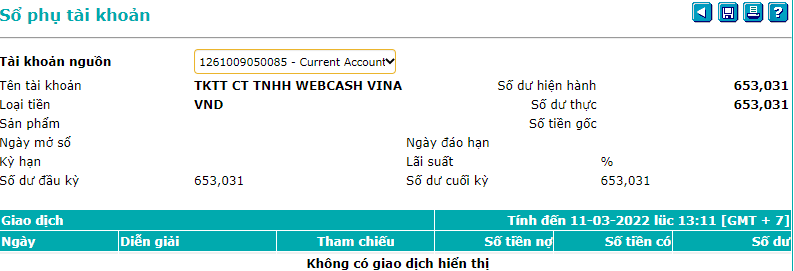 Sổ phụ tài khoản
Tài khoản nguồn 1261009050085 - Current Account
Tên tài khoản TKTT CT TNHH WEBCASH VINA Số dư hiện hành 653,031
Loại tiền VND Số dư thực 653,031
Sản phẩm Số tiền gốc
Ngày mở sổ Ngày đáo hạn
Kỳ hạn Lãi suất %
Số dư đầu kỳ 653,031 Số dư cuối kỳ 653,031
Giao dịch Tính đến 11-03-2022 lúc 13:11 [GMT + 7]
Ngày Diễn giải Tham chiếu Số tiền nợ Số tiền có Số dư
Không có giao dịch hiển thị